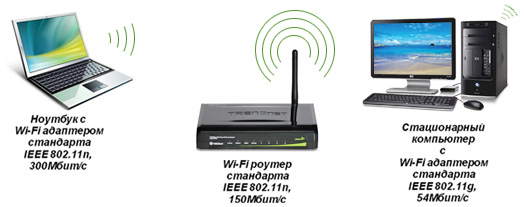 Ноутбук с
Wi-Fi адаптером
стандарта
IEEE 802.11n,
300Мбит/с
TRENDNET
Wi-Fi роутер
стандарта
IEEE 802.11n,
150Мбит/с
Стационарный
компьютер
с
Wi-Fi адаптером
стандарта
IEEE 802.11g,
54Мбит/с